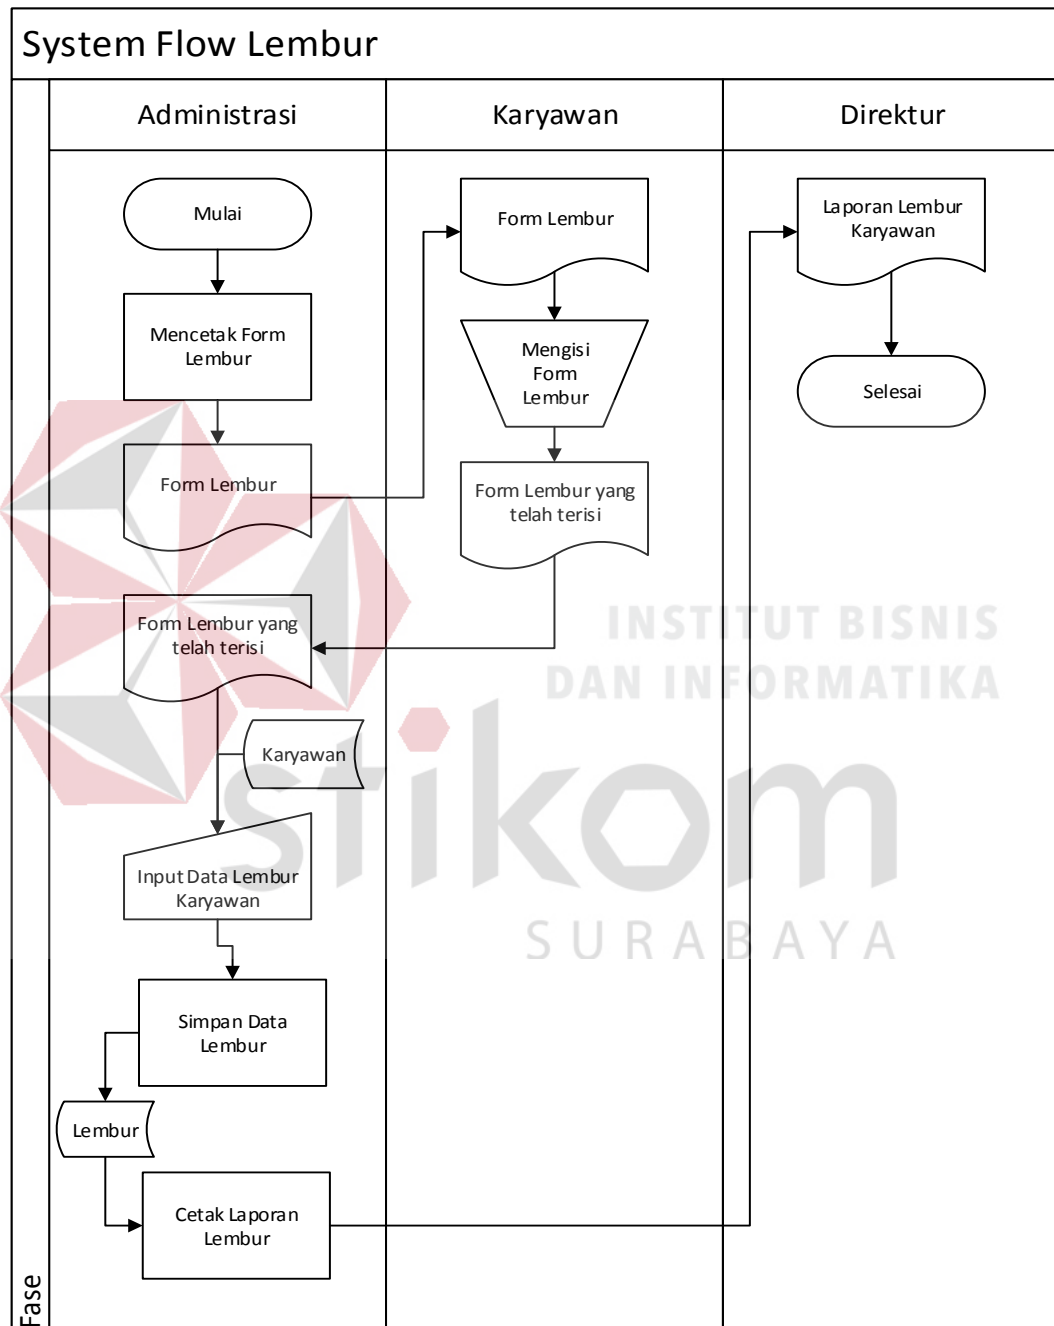 System Flow Lembur
Administrasi
Karyawan
Direktur
Mulai
Mencetak Form
Lembur
Form Lembur
Form Lembur yang
telah terisi
Karyawan
Input Data Lembur
Karyawan
Simpan Data
Lembur
Lembur
Cetak Laporan
Lembur
Form Lembur
Mengisi
Form
Lembur
Form Lembur yang
telah terisi
Laporan Lembur
Karyawan
Selesai
Fase
INSTITUT BISNIS
DAN INFORMATIKA
stikom
SURABAYA